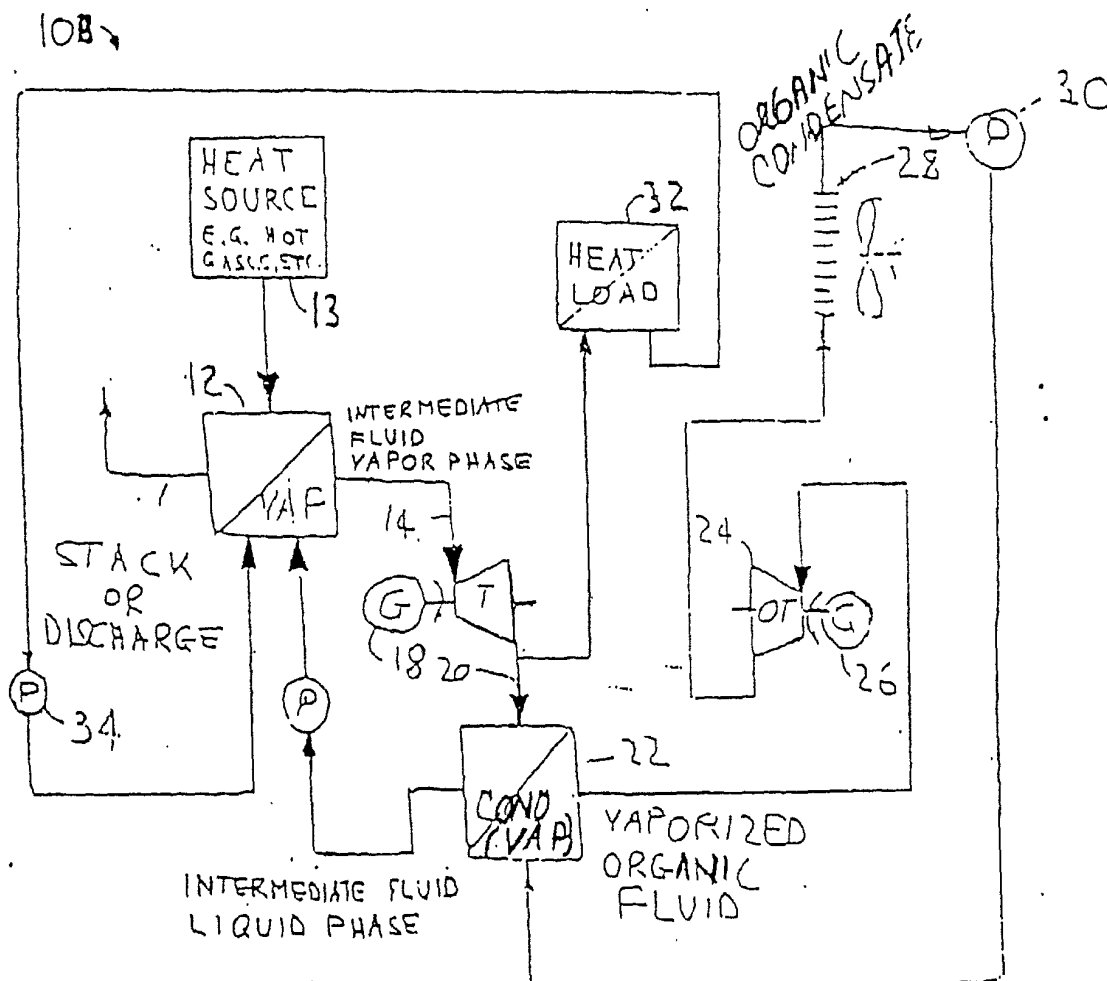 10B
ORGANIC
CONDENSATE
30
P
28
HEAT
SOURCE
E.G. HOT
GASES, ETC.
13
32
HEAT
LOAD
12
INTERMEDIATE
FLUID
VAPOR PHASE
VAP
14
STACK
OR
DISCHARGE
G
T
18
20
24
OT
G
26
P
34
P
22
COND
(VAP)
VAPORIZED
ORGANIC
FLUID
INTERMEDIATE FLUID
LIQUID PHASE